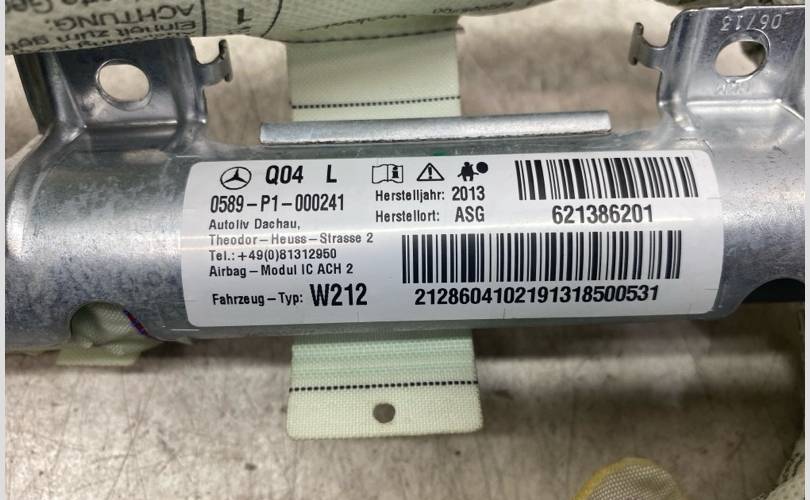 ACHTUNG.
06/13
Q04 L
0589-P1-000241
Autoliv Dachau,
Theodor-Heuss-Strasse 2
Tel.:+49(0)81312950
Airbag-Modul IC ACH 2
Fahrzeug-Typ: W212
Herstelljahr: 2013
Herstellort: ASG
621386201
2128604102191318500531